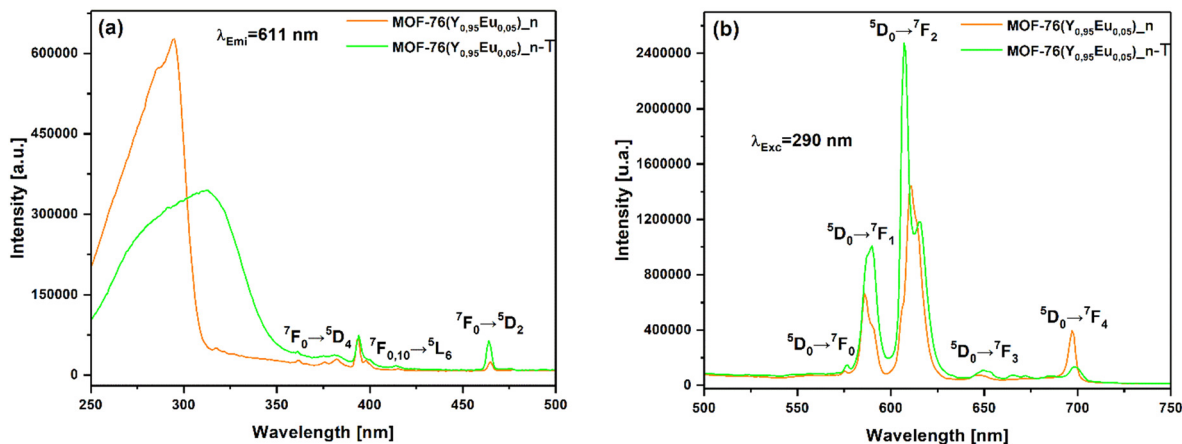 (a)
MOF-76(Y0,95Eu0,05)_n
MOF-76(Y0,95Eu0,05)_n-T
λEmi=611 nm
600000
450000
300000
150000
0
Intensity [a.u.]
7F0→5D4
7F0,10→5L6
7F0→5D2
250
300
350
400
450
500
Wavelength [nm]
(b)
5D0→7F2
MOF-76(Y0,95Eu0,05)_n
MOF-76(Y0,95Eu0,05)_n-T
λExc=290 nm
2400000
2000000
1600000
1200000
800000
400000
0
Intensity [u.a.]
5D0→7F1
5D0→7F0
5D0→7F3
5D0→7F4
500
550
600
650
700
750
Wavelength [nm]